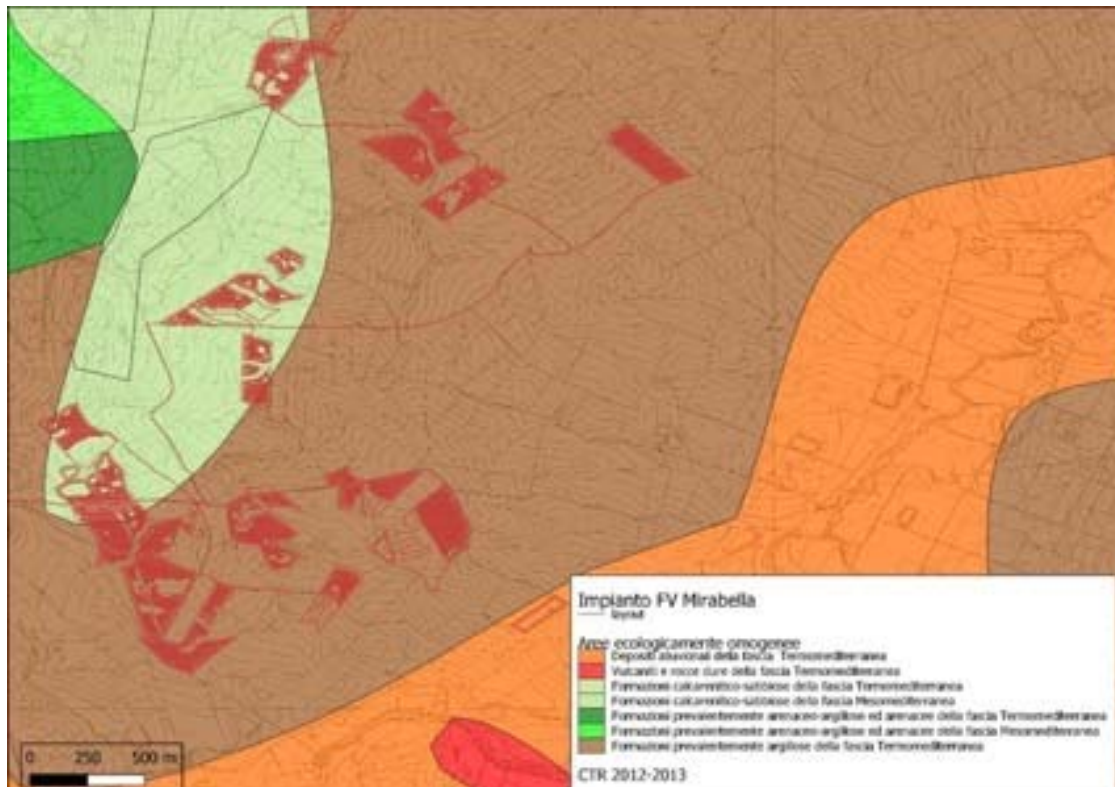 Impianto FV Mirabella
layout
Aree ecologicamente omogenee
Depositi alluvionali della fascia Termomediterranea
Vulcaniti e rocce dure della fascia Termomediterranea
Formazioni calcarenitico-sabbiose della fascia Termomediterranea
Formazioni calcarenitico-sabbiose della fascia Mesomediterranea
Formazioni prevalentemente arenaceo-argillose ed arenacee della fascia Termomediterranea
Formazioni prevalentemente arenaceo-argillose ed arenacee della fascia Mesomediterranea
Formazioni prevalentemente argillose della fascia Termomediterranea
CTR 2012-2013
0 250 500 m